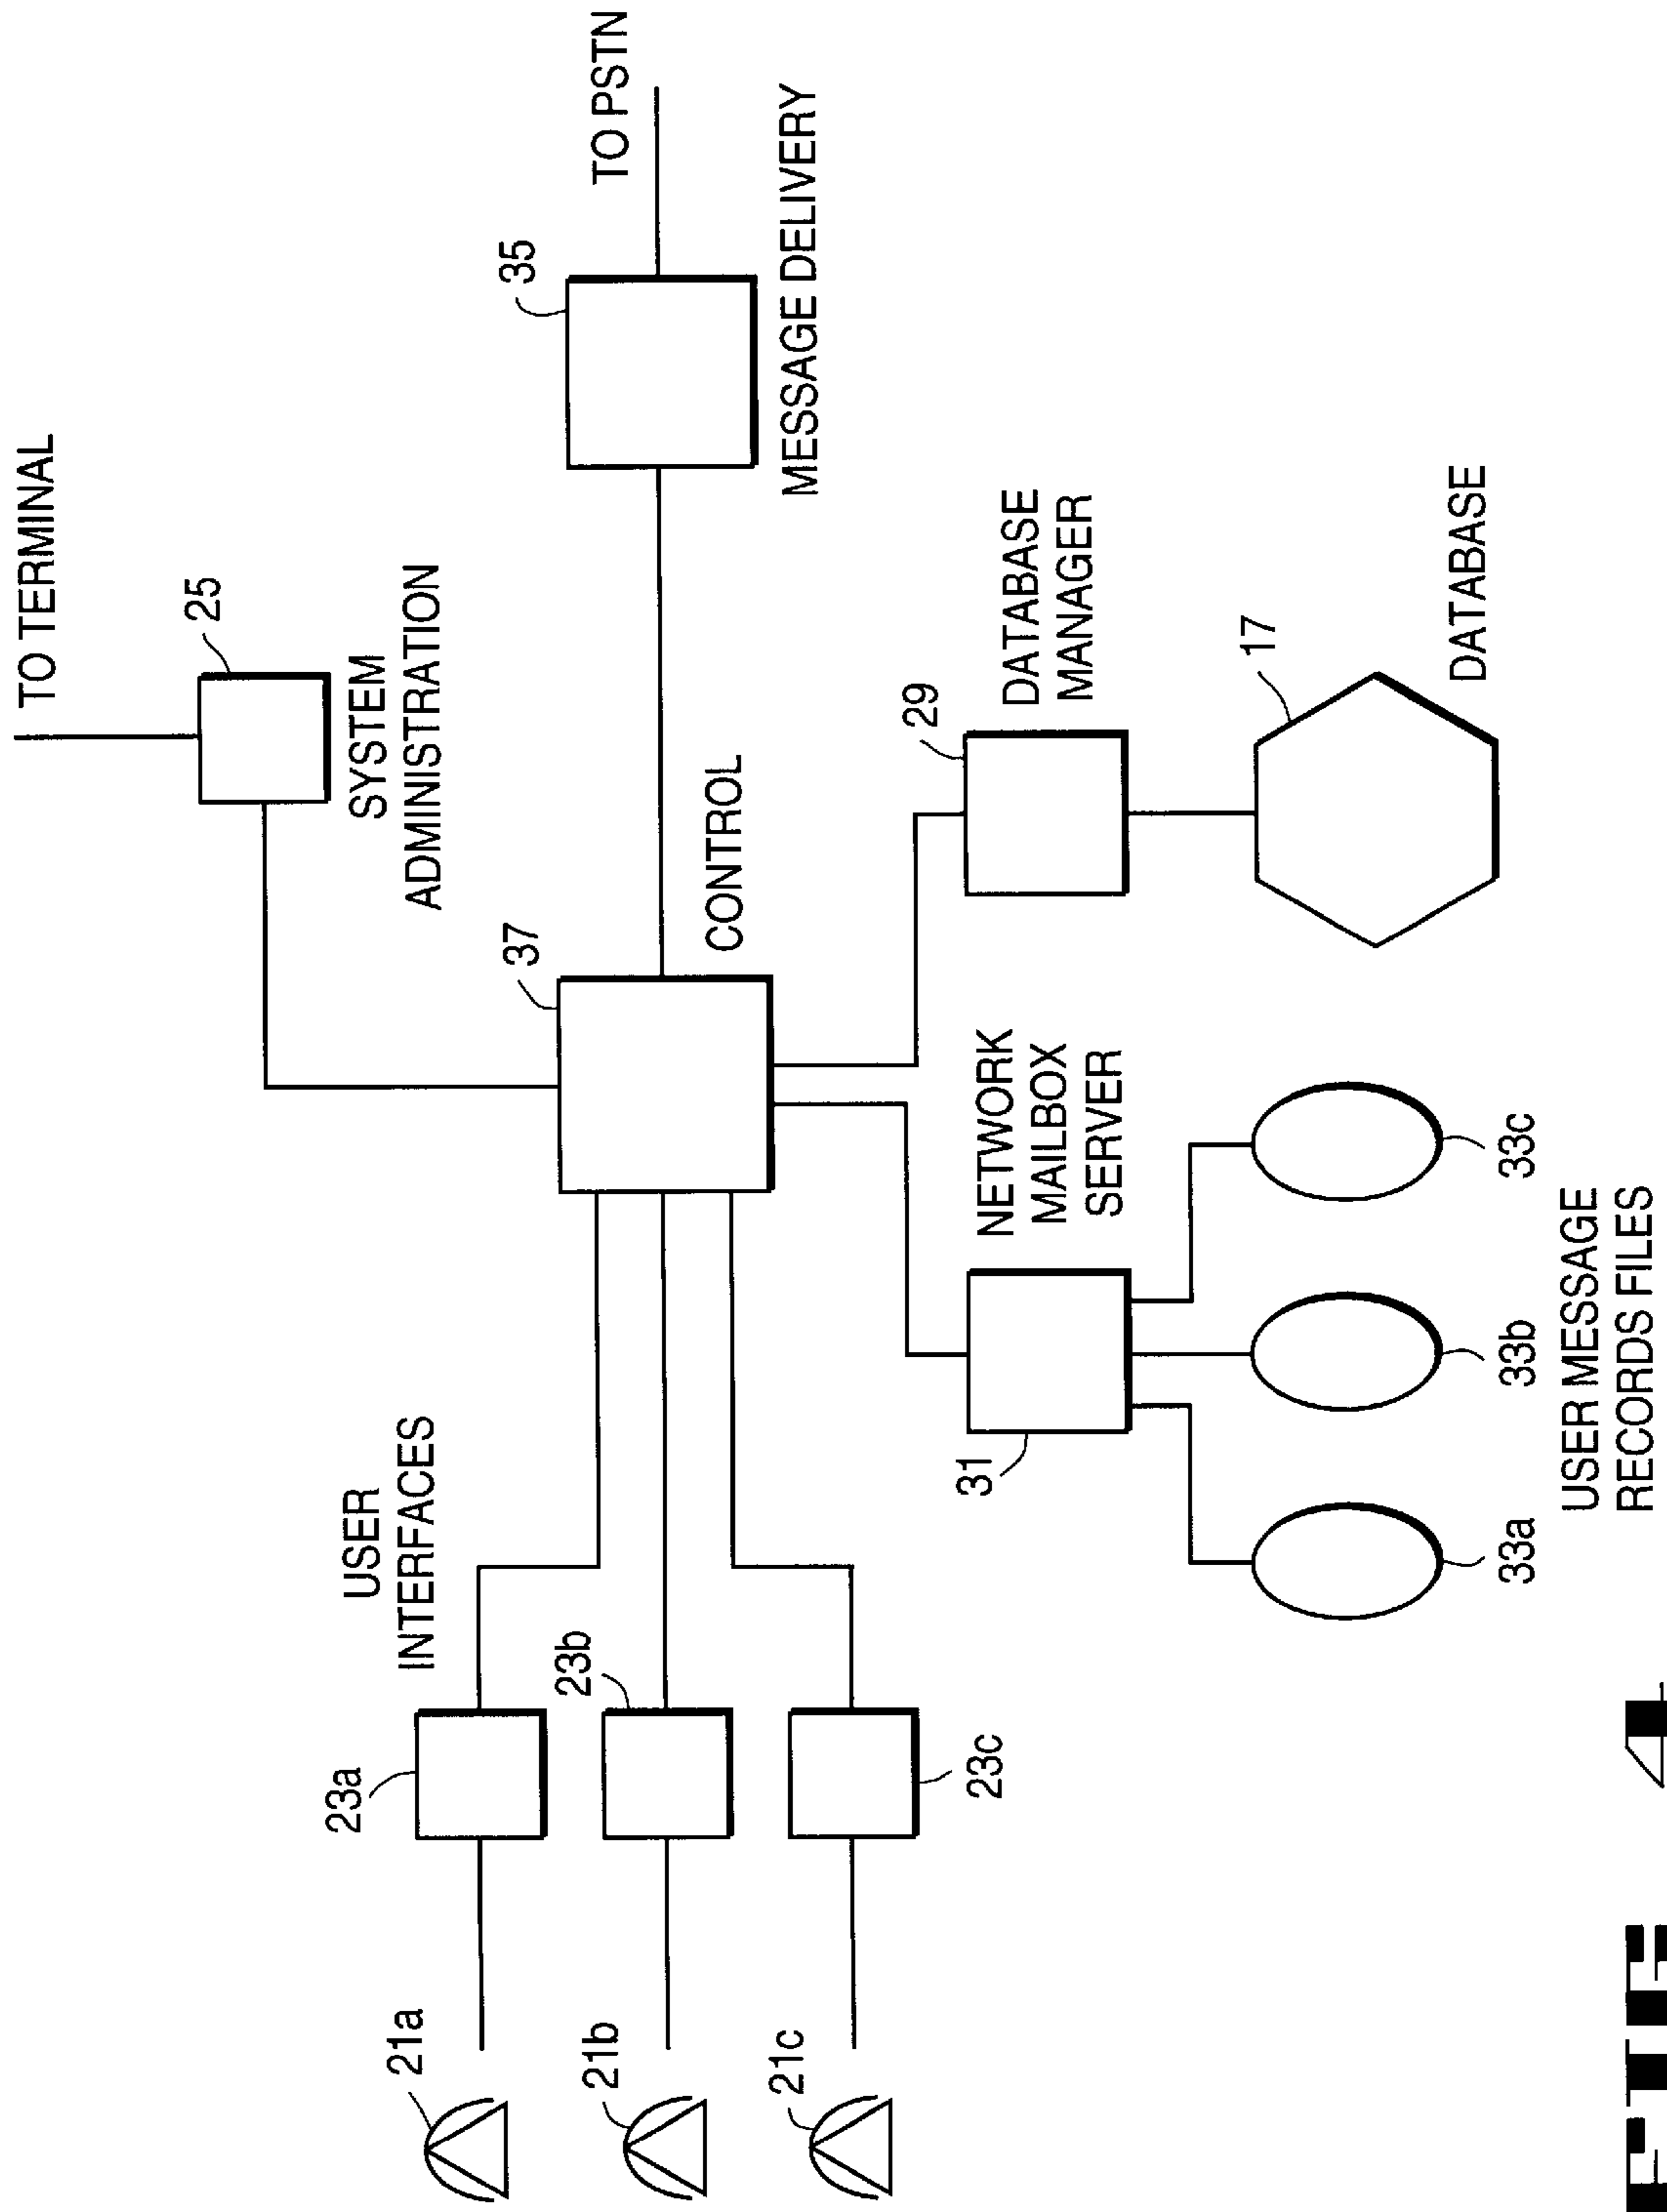 TO TERMINAL
25
SYSTEM
ADMINISTRATION
TO PSTN
35
MESSAGE DELIVERY
37
CONTROL
USER
INTERFACES
21a
23a
21b
23b
21c
23c
29
DATABASE
MANAGER
17
DATABASE
NETWORK
MAILBOX
SERVER
31
33a
33b
33c
USER MESSAGE
RECORDS FILES